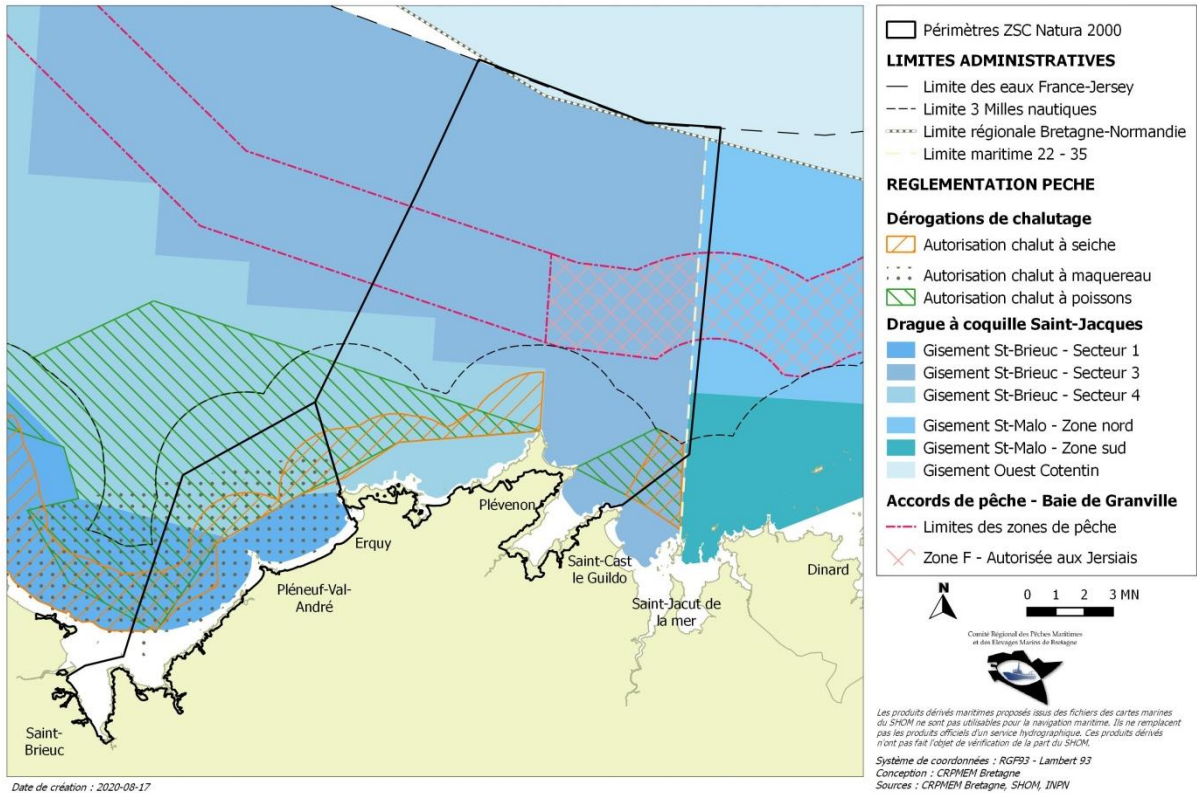 Saint-Brieuc
Pléneuf-Val-
André
Erquy
Plévenon
Saint-Cast
le Guildo
Saint-Jacut de
la mer
Dinard
Date de création : 2020-08-17
Périmètres ZSC Natura 2000
LIMITES ADMINISTRATIVES
Limite des eaux France-Jersey
Limite 3 Milles nautiques
Limite régionale Bretagne-Normandie
Limite maritime 22 - 35
REGLEMENTATION PECHE
Dérogations de chalutage
Autorisation chalut à seiche
Autorisation chalut à maquereau
Autorisation chalut à poissons
Drague à coquille Saint-Jacques
Gisement St-Brieuc - Secteur 1
Gisement St-Brieuc - Secteur 3
Gisement St-Brieuc - Secteur 4
Gisement St-Malo - Zone nord
Gisement St-Malo - Zone sud
Gisement Ouest Cotentin
Accords de pêche - Baie de Granville
Limites des zones de pêche
Zone F - Autorisée aux Jersiais
N
0 1 2 3 MN
Comité Régional des Pêches Maritimes
et des Elevages Marins de Bretagne
Les produits dérivés maritimes proposés issus des fichiers des cartes marines
du SHOM ne sont pas utilisables pour la navigation maritime. Ils ne remplacent
pas les produits officiels d'un service hydrographique. Ces produits dérivés
n'ont pas fait l'objet de vérification de la part du SHOM.
Système de coordonnées : RGF93 - Lambert 93
Conception : CRPMEM Bretagne
Sources : CRPMEM Bretagne, SHOM, INPN